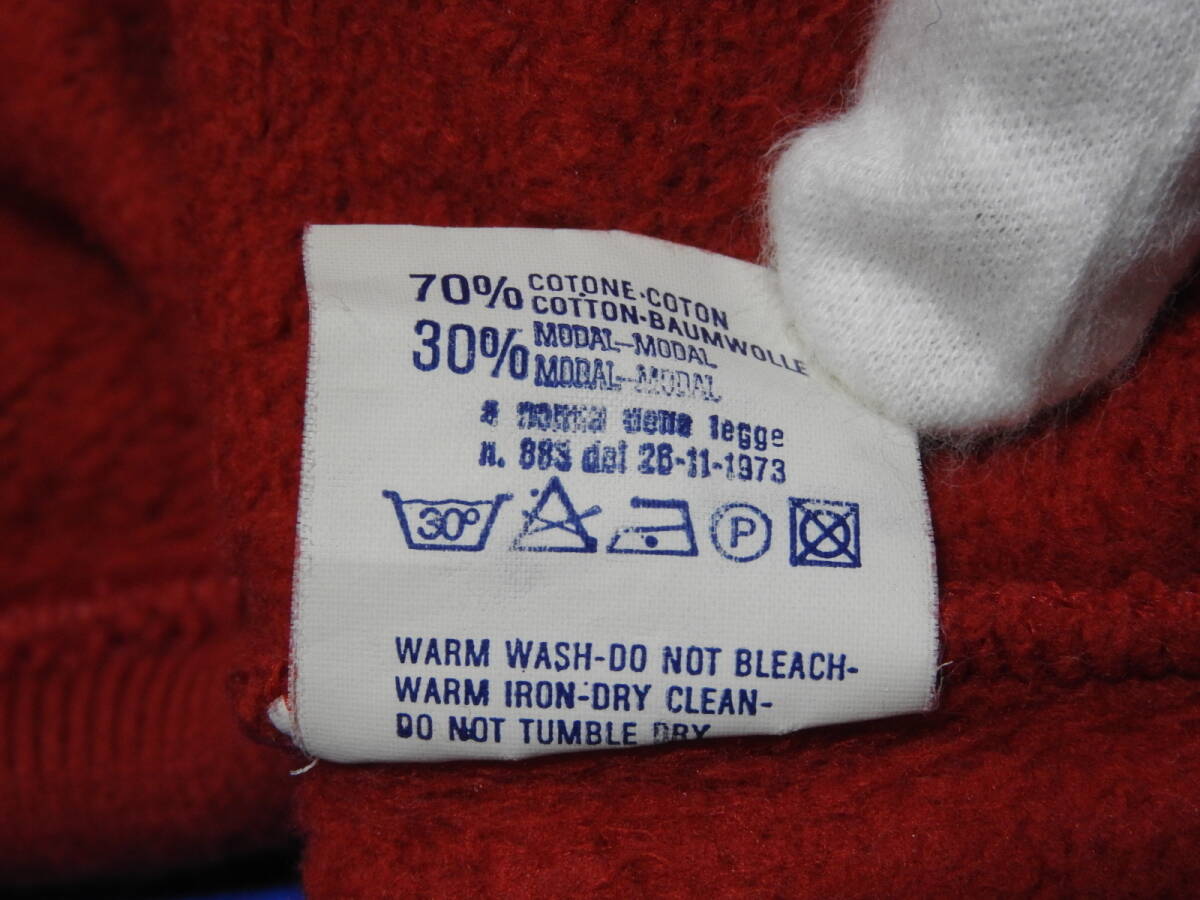 70% COTONE·COTON
COTTON-BAUMWOLLE
30% MODAL-MODAL
MODAL-MODAL
a norma della legge
n. 883 del 26-11-1973
30° P
WARM WASH-DO NOT BLEACH-
WARM IRON-DRY CLEAN-
DO NOT TUMBLE DRY